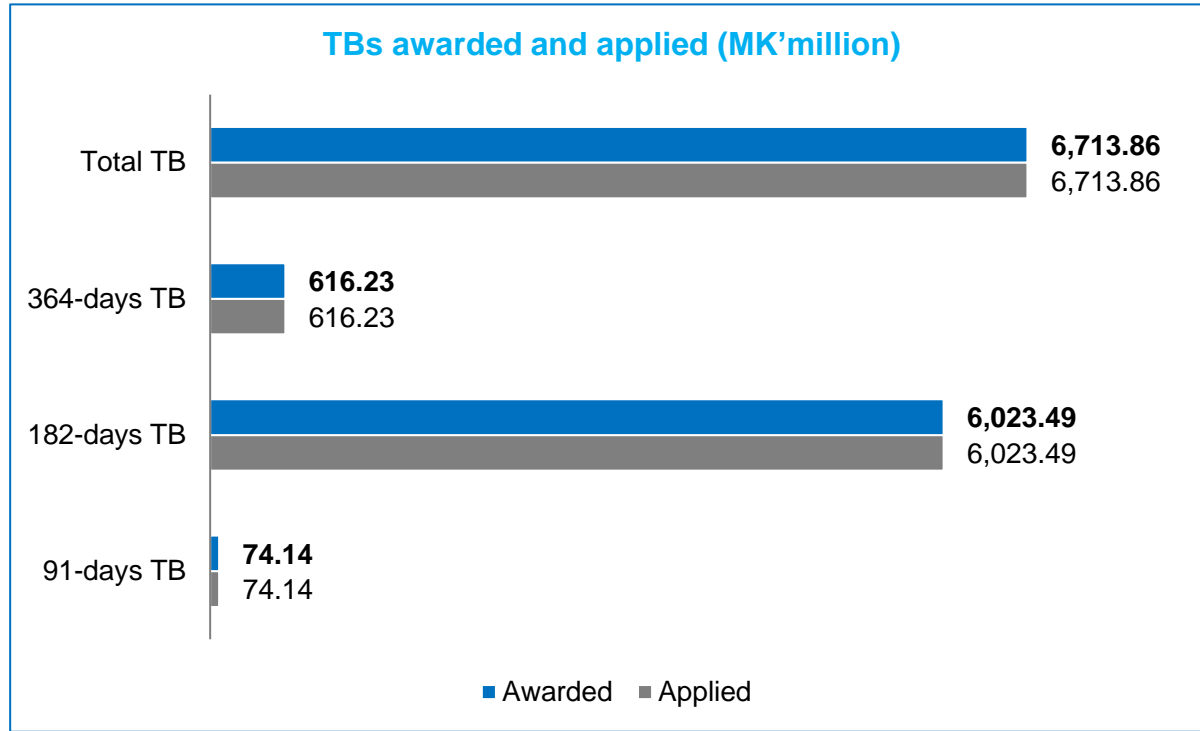 TBs awarded and applied (MK’million)
Total TB
6,713.86
6,713.86
364-days TB
616.23
616.23
182-days TB
6,023.49
6,023.49
91-days TB
74.14
74.14
Awarded Applied